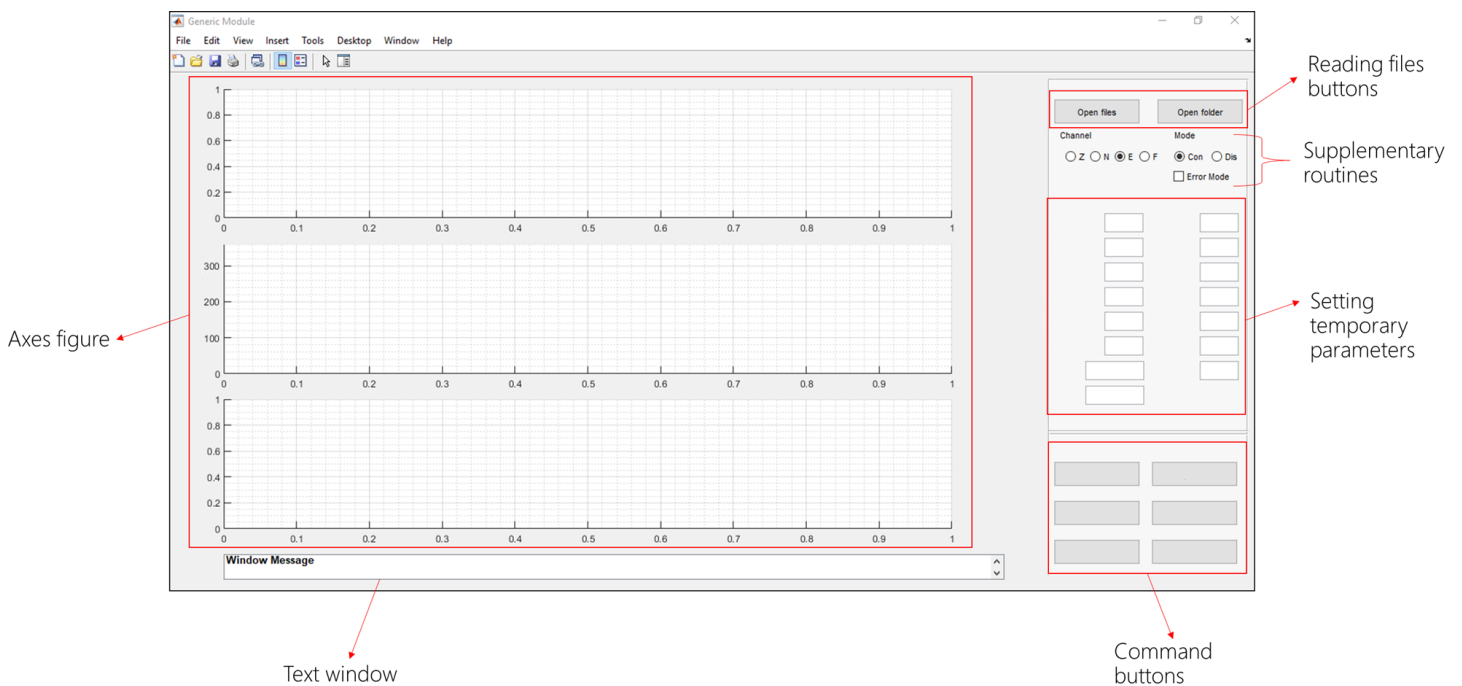 Generic Module
File Edit View Insert Tools Desktop Window Help
Reading files
buttons
Open files Open folder
Channel Mode
Z N E F Con Dis
Error Mode
Supplementary
routines
1
0.8
0.6
0.4
0.2
0
0 0.1 0.2 0.3 0.4 0.5 0.6 0.7 0.8 0.9 1
300
200
100
0
0 0.1 0.2 0.3 0.4 0.5 0.6 0.7 0.8 0.9 1
Setting
temporary
parameters
Axes figure
1
0.8
0.6
0.4
0.2
0
0 0.1 0.2 0.3 0.4 0.5 0.6 0.7 0.8 0.9 1
Window Message
Text window
Command
buttons